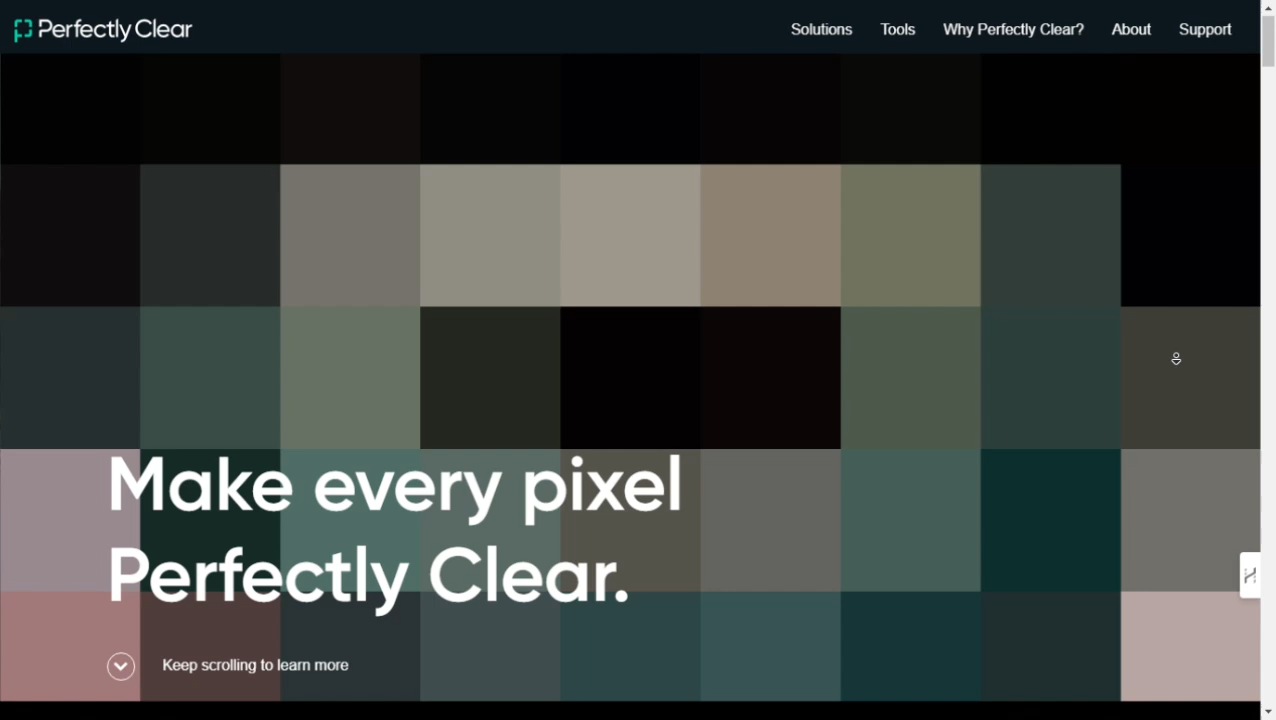 Perfectly Clear
Solutions Tools Why Perfectly Clear? About Support
Make every pixel
Perfectly Clear.
Keep scrolling to learn more